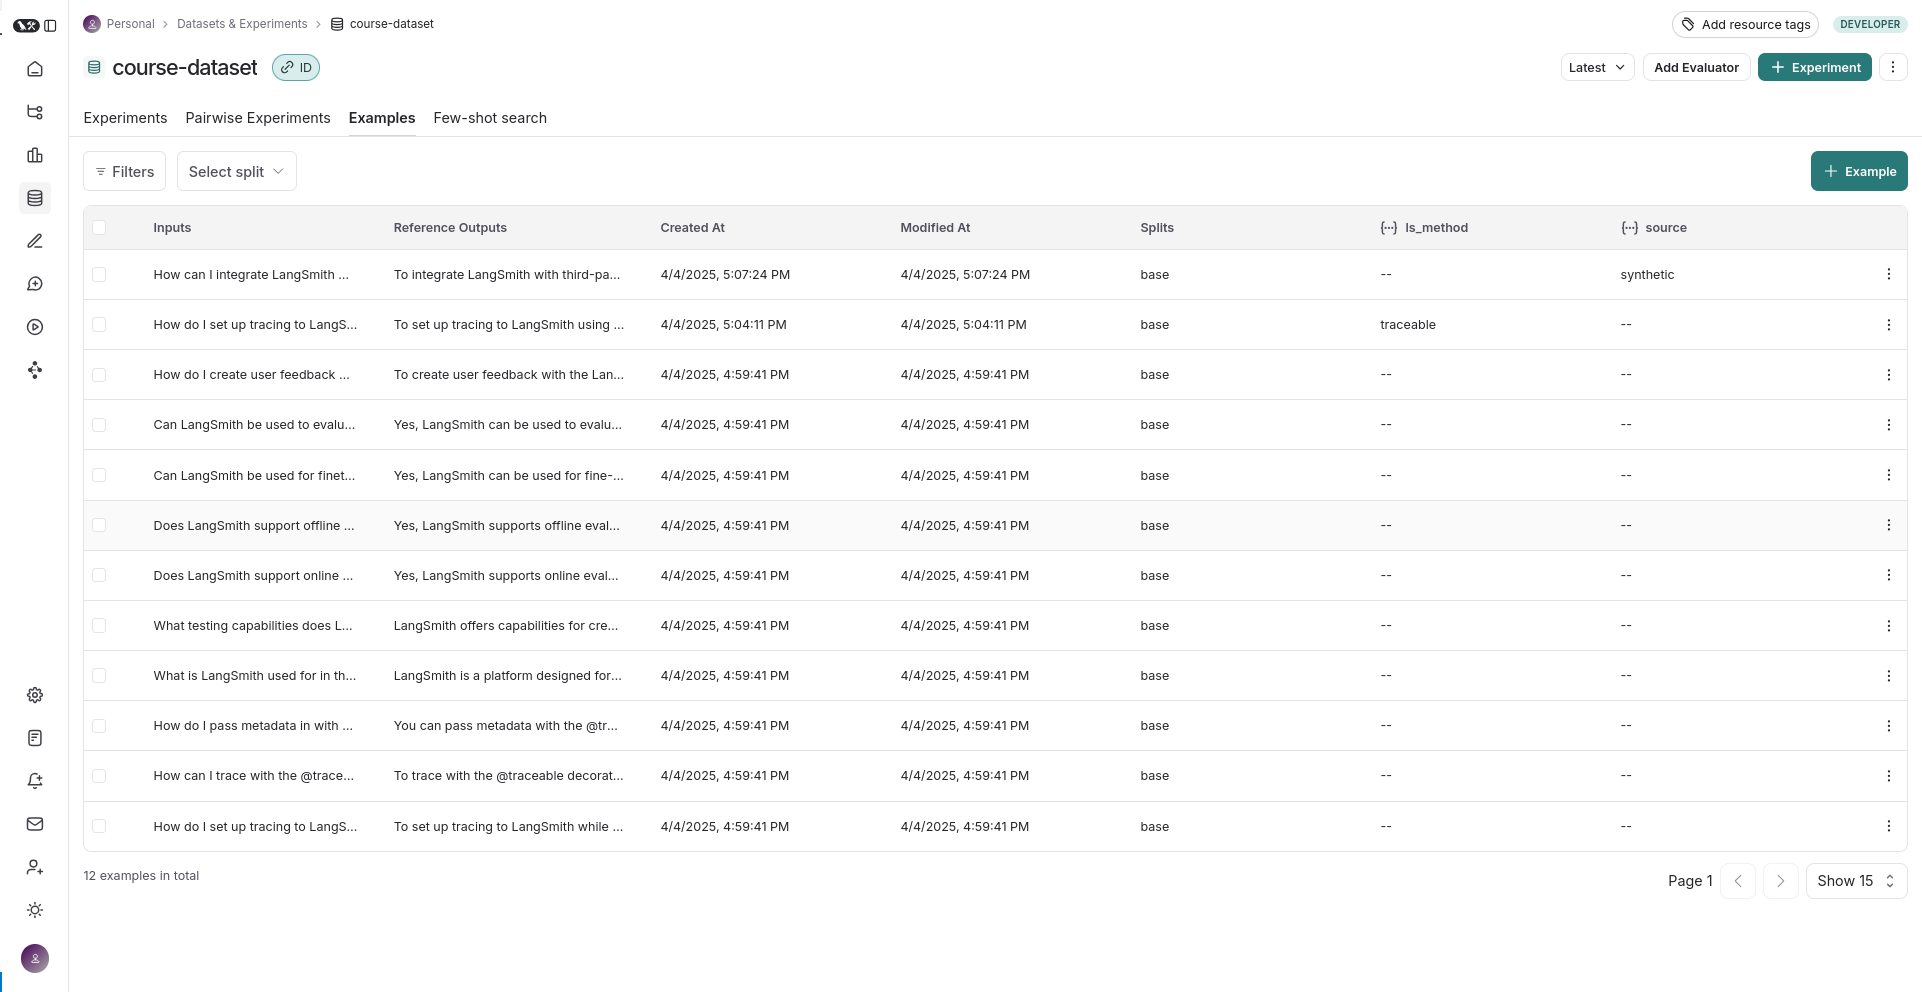 Personal > Datasets & Experiments > course-dataset Add resource tags DEVELOPER
course-dataset ID Latest Add Evaluator + Experiment
Experiments Pairwise Experiments Examples Few-shot search
Filters Select split + Example
Inputs Reference Outputs Created At Modified At Splits ls_method source
How can I integrate LangSmith ... To integrate LangSmith with third-pa... 4/4/2025, 5:07:24 PM 4/4/2025, 5:07:24 PM base -- synthetic
How do I set up tracing to LangS... To set up tracing to LangSmith using ... 4/4/2025, 5:04:11 PM 4/4/2025, 5:04:11 PM base traceable --
How do I create user feedback ... To create user feedback with the Lan... 4/4/2025, 4:59:41 PM 4/4/2025, 4:59:41 PM base -- --
Can LangSmith be used to evalu... Yes, LangSmith can be used to evalu... 4/4/2025, 4:59:41 PM 4/4/2025, 4:59:41 PM base -- --
Can LangSmith be used for finet... Yes, LangSmith can be used for fine-... 4/4/2025, 4:59:41 PM 4/4/2025, 4:59:41 PM base -- --
Does LangSmith support offline ... Yes, LangSmith supports offline eval... 4/4/2025, 4:59:41 PM 4/4/2025, 4:59:41 PM base -- --
Does LangSmith support online ... Yes, LangSmith supports online eval... 4/4/2025, 4:59:41 PM 4/4/2025, 4:59:41 PM base -- --
What testing capabilities does L... LangSmith offers capabilities for cre... 4/4/2025, 4:59:41 PM 4/4/2025, 4:59:41 PM base -- --
What is LangSmith used for in th... LangSmith is a platform designed for... 4/4/2025, 4:59:41 PM 4/4/2025, 4:59:41 PM base -- --
How do I pass metadata in with ... You can pass metadata with the @tr... 4/4/2025, 4:59:41 PM 4/4/2025, 4:59:41 PM base -- --
How can I trace with the @trace... To trace with the @traceable decorat... 4/4/2025, 4:59:41 PM 4/4/2025, 4:59:41 PM base -- --
How do I set up tracing to LangS... To set up tracing to LangSmith while ... 4/4/2025, 4:59:41 PM 4/4/2025, 4:59:41 PM base -- --
12 examples in total Page 1 Show 15